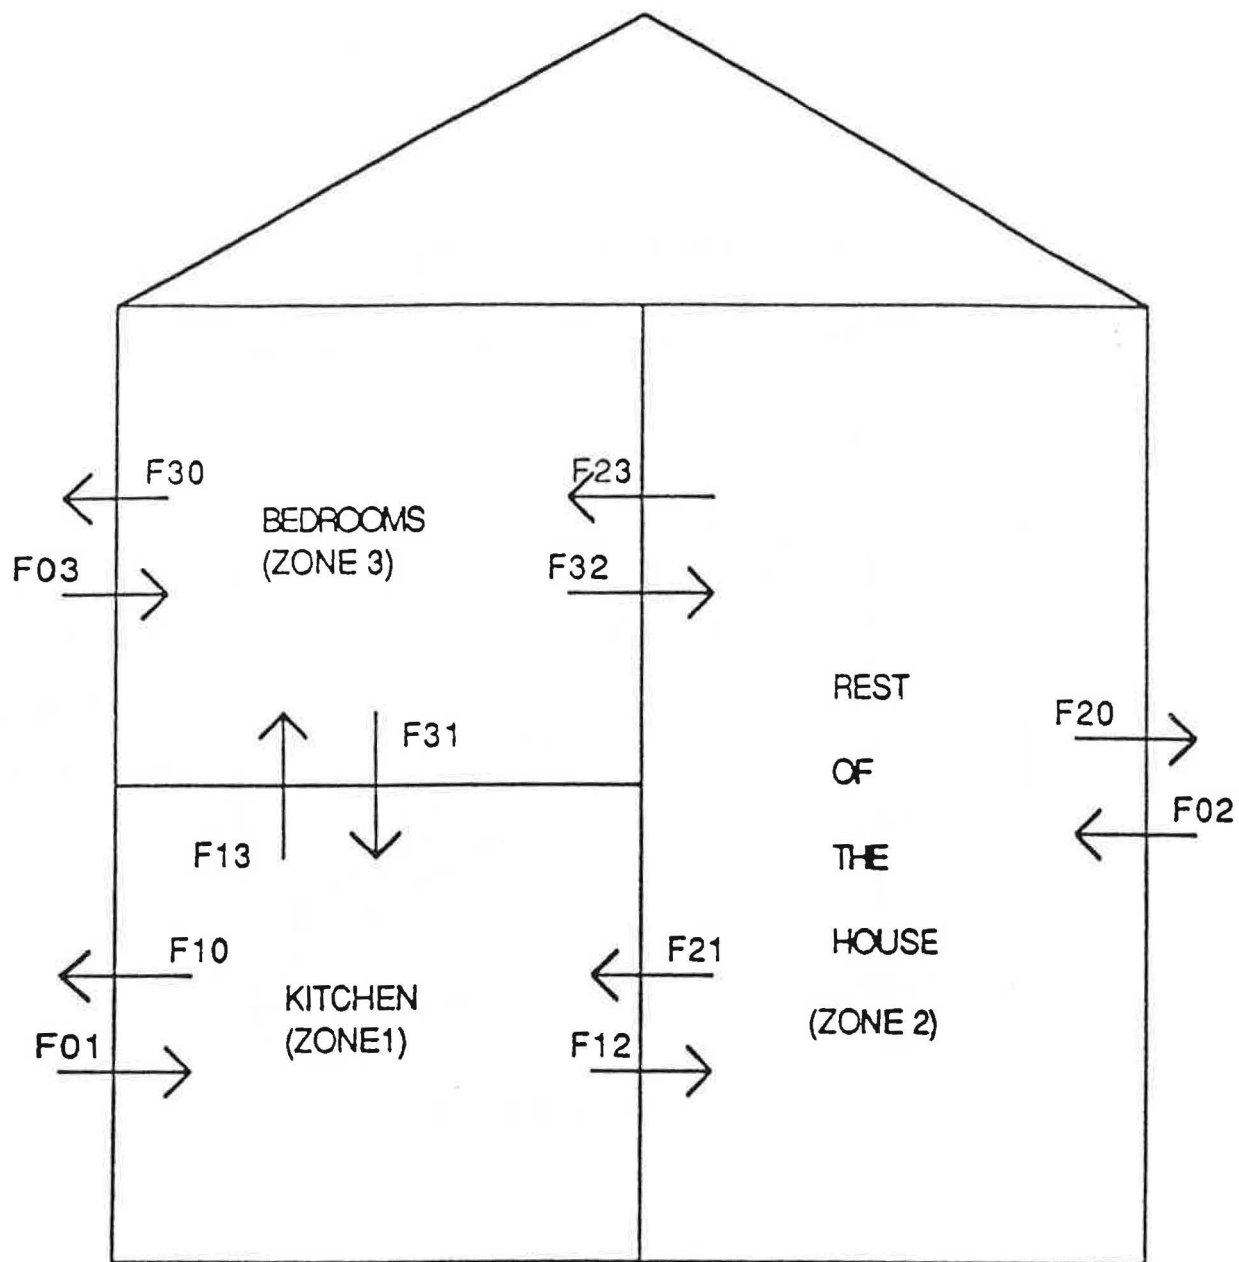 F30
F23
BEDROOMS
(ZONE 3)
F03
F32
REST
F20
F31
OF
F02
F13
THE
F10
F21
HOUSE
KITCHEN
(ZONE1)
(ZONE 2)
F01
F12